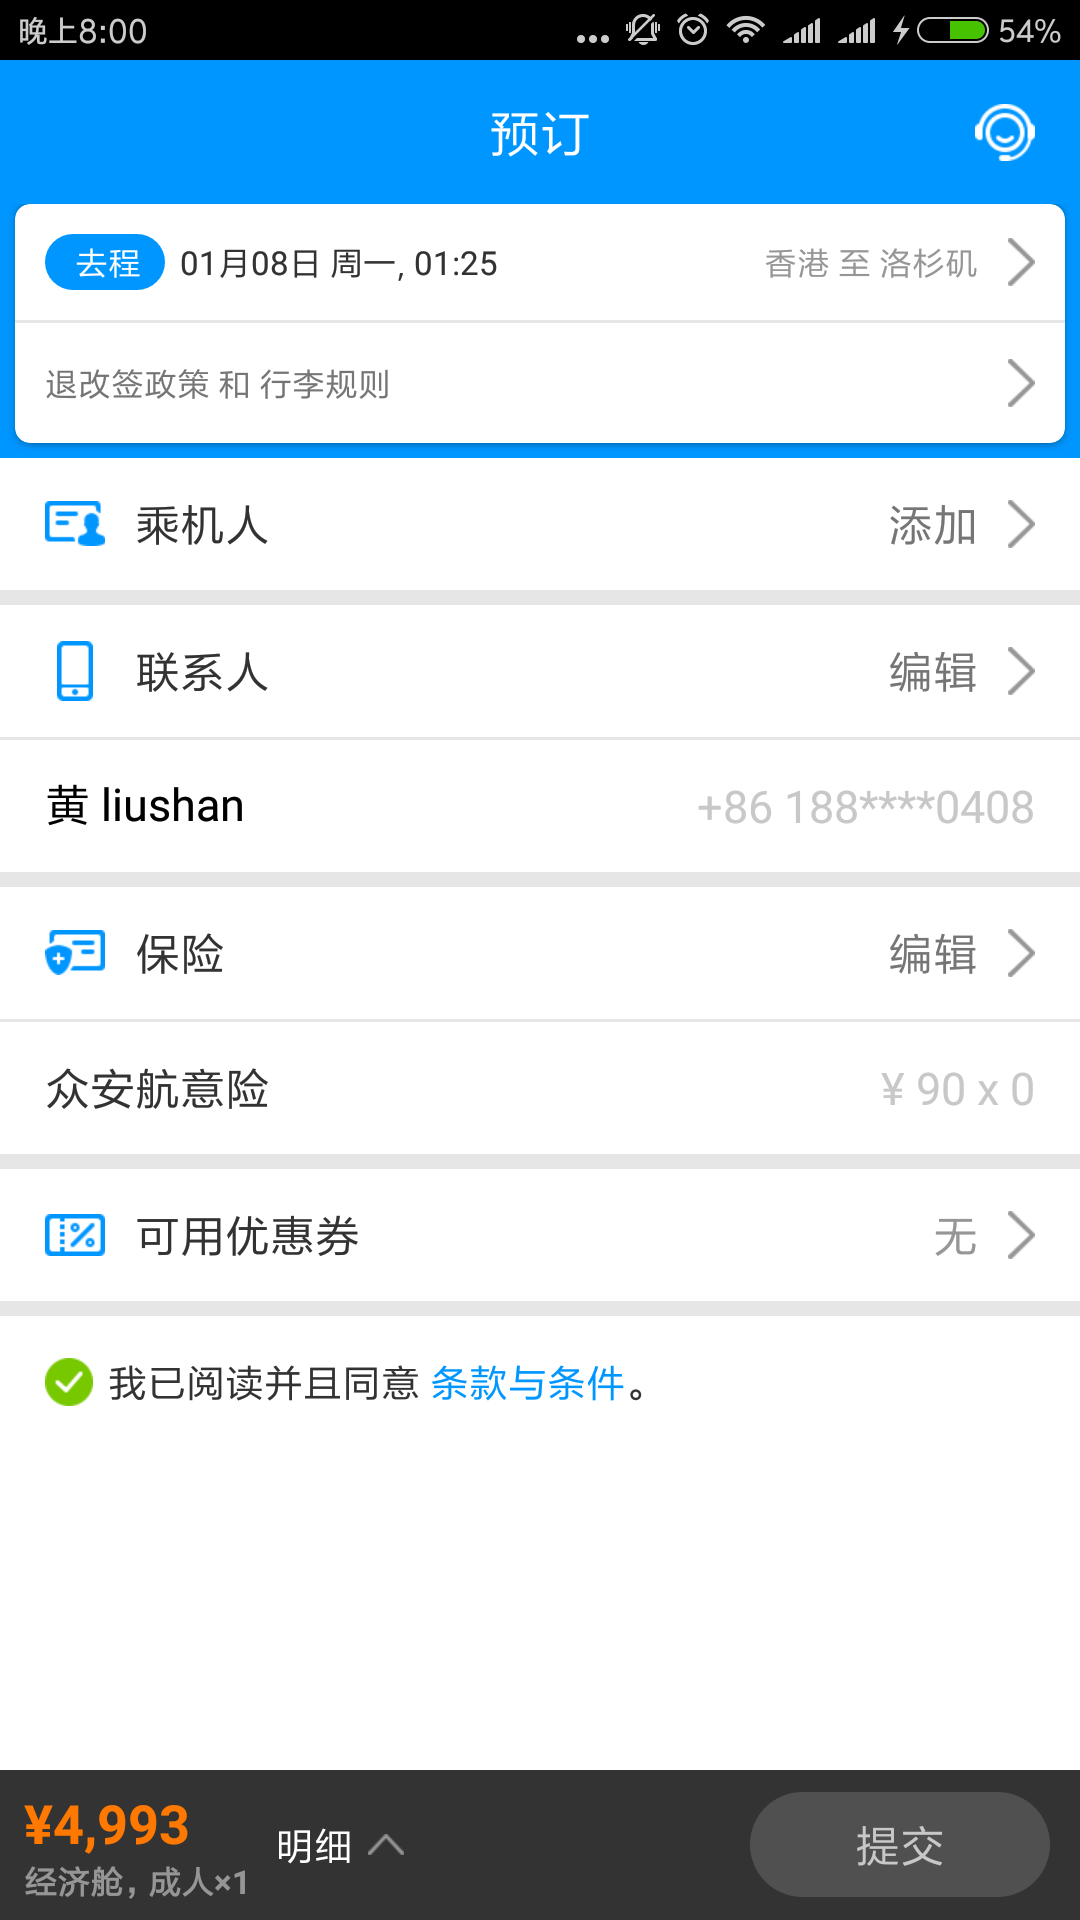 晚上8:00 54%
预订
去程 01月08日 周一, 01:25 香港 至 洛杉矶
退改签政策 和 行李规则
乘机人 添加
联系人 编辑
黄 liushan +86 188****0408
保险 编辑
众安航意险 ¥ 90 x 0
可用优惠券 无
我已阅读并且同意 条款与条件。
¥4,993
经济舱，成人×1
明细
提交